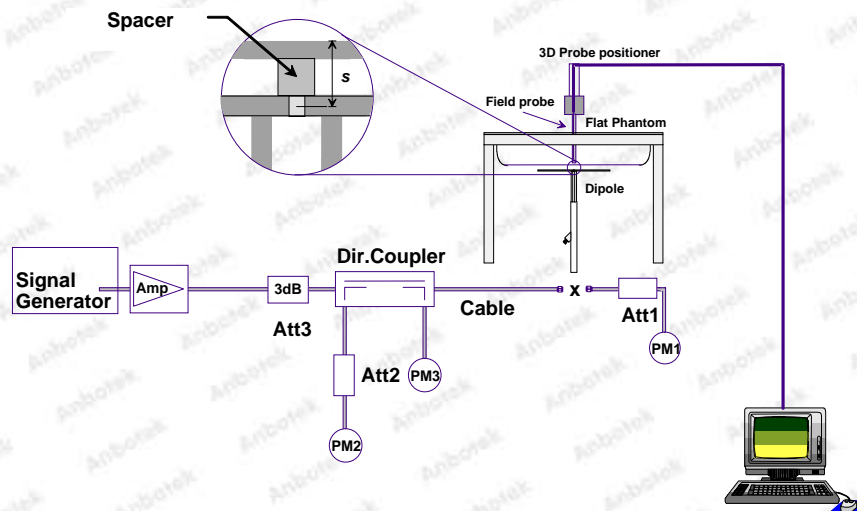 Spacer
s
3D Probe positioner
Field probe
Flat Phantom
Dipole
Signal
Generator
Amp
3dB
Att3
Dir.Coupler
Cable
x
Att1
PM1
Att2
PM3
PM2
Anbotek